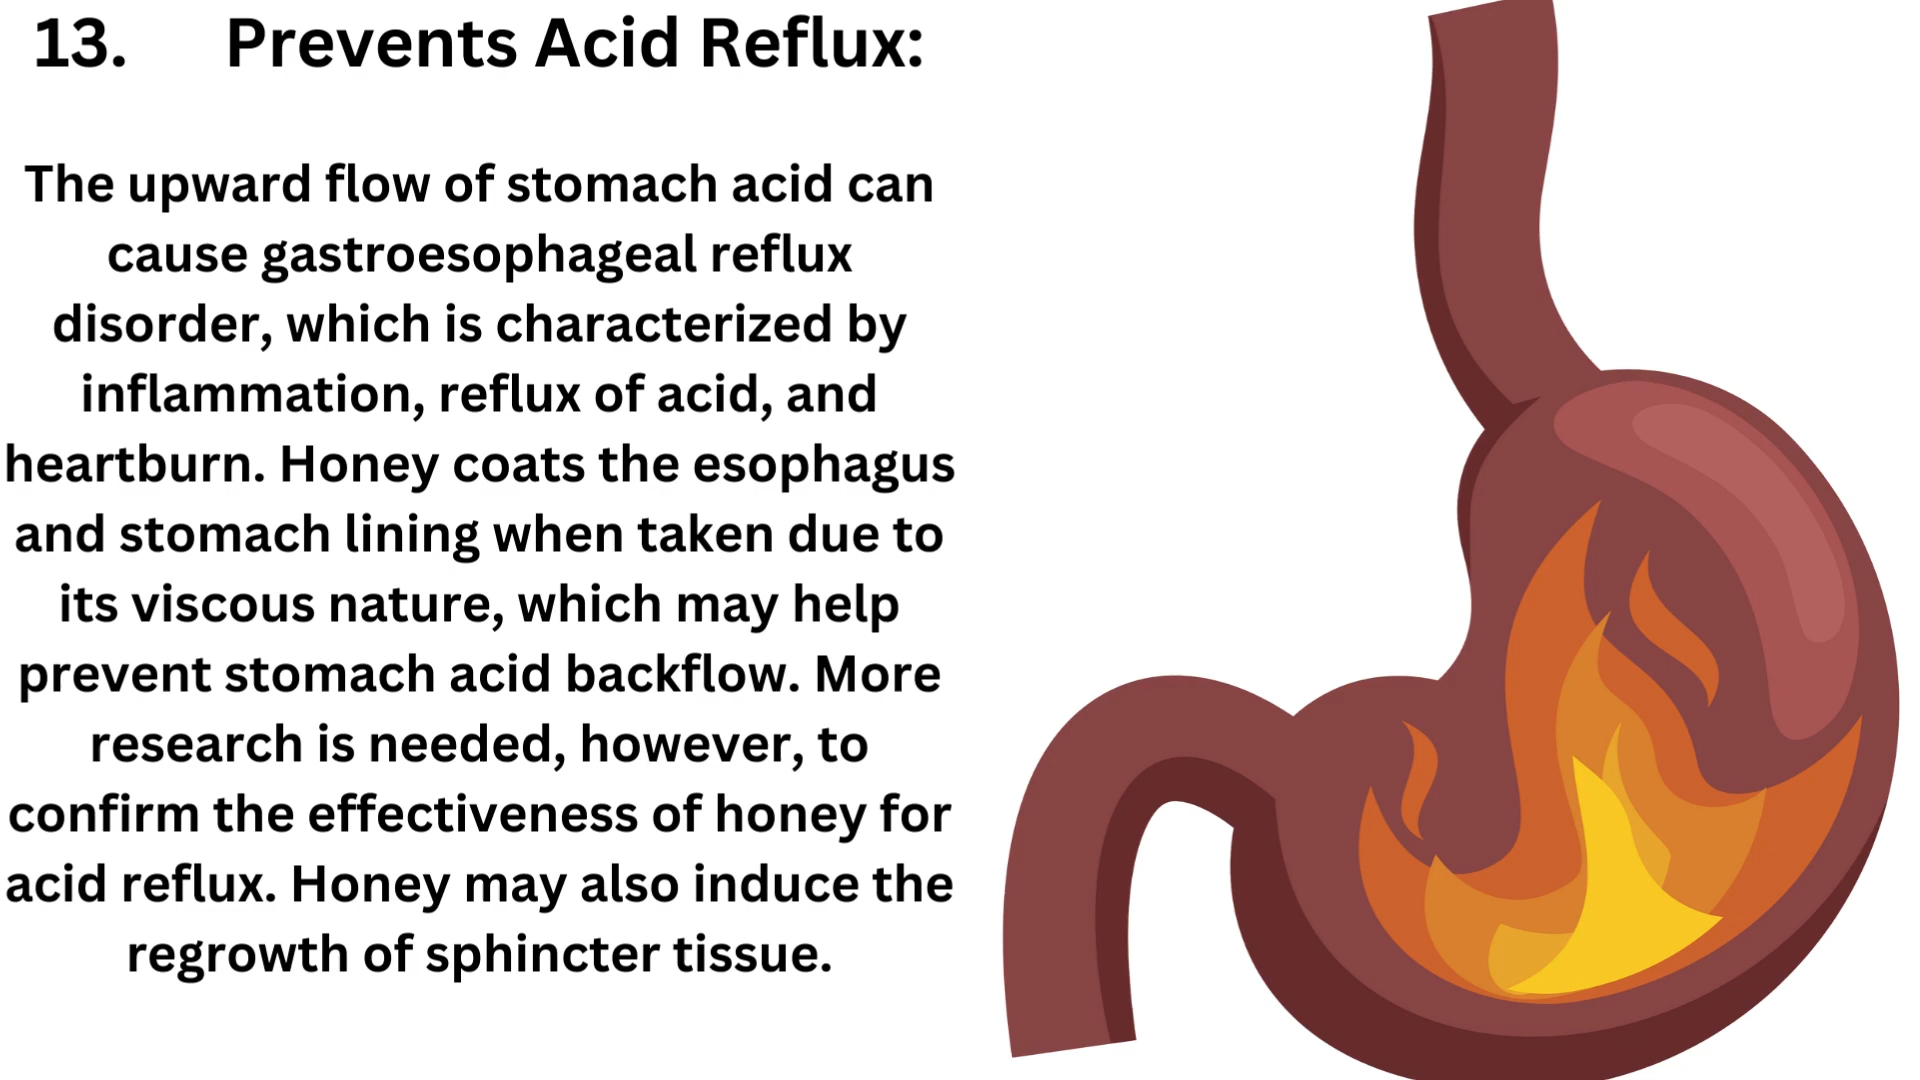 13. Prevents Acid Reflux:
The upward flow of stomach acid can
cause gastroesophageal reflux
disorder, which is characterized by
inflammation, reflux of acid, and
heartburn. Honey coats the esophagus
and stomach lining when taken due to
its viscous nature, which may help
prevent stomach acid backflow. More
research is needed, however, to
confirm the effectiveness of honey for
acid reflux. Honey may also induce the
regrowth of sphincter tissue.